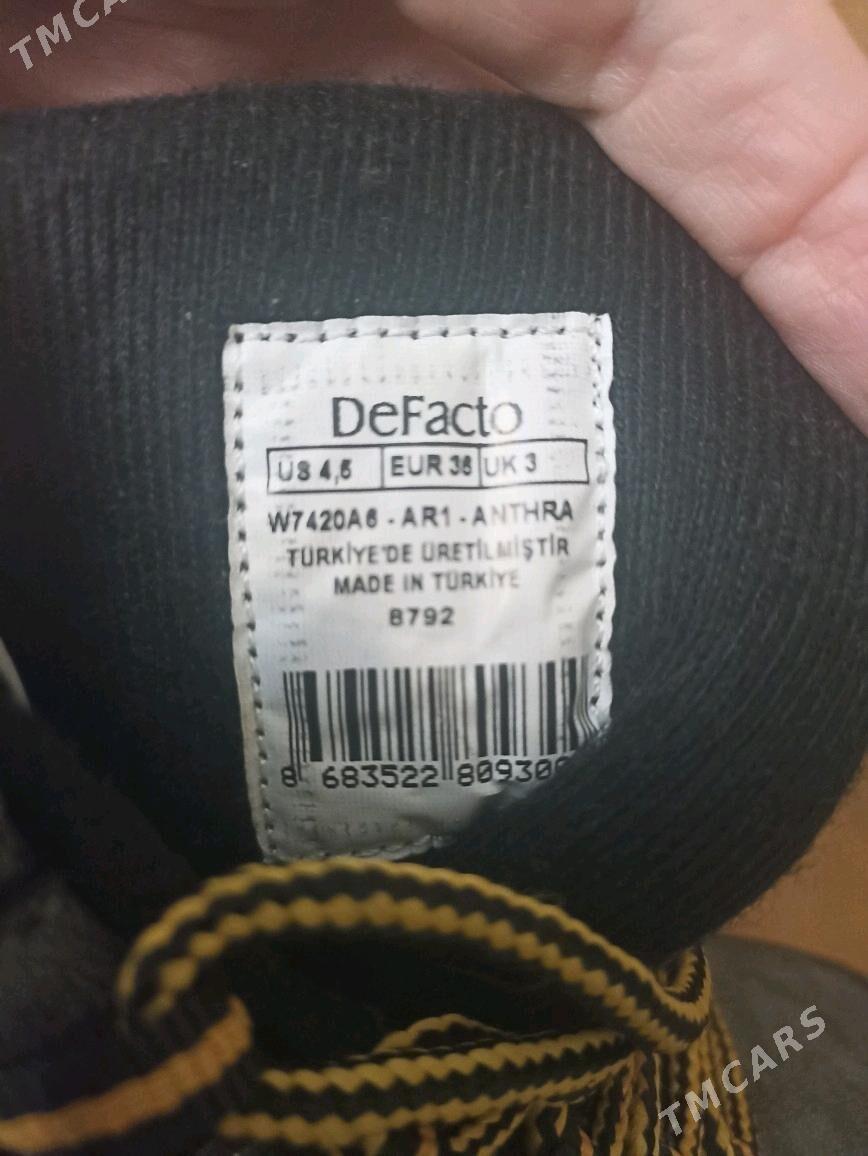 TMCA
DeFacto
US 4,5 EUR 36 UK 3
W7420A6 - AR1 - ANTHRA
TÜRKİYE'DE ÜRETİLMİŞTİR
MADE IN TÜRKİYE
8792
8 683522 80930
TMCARS